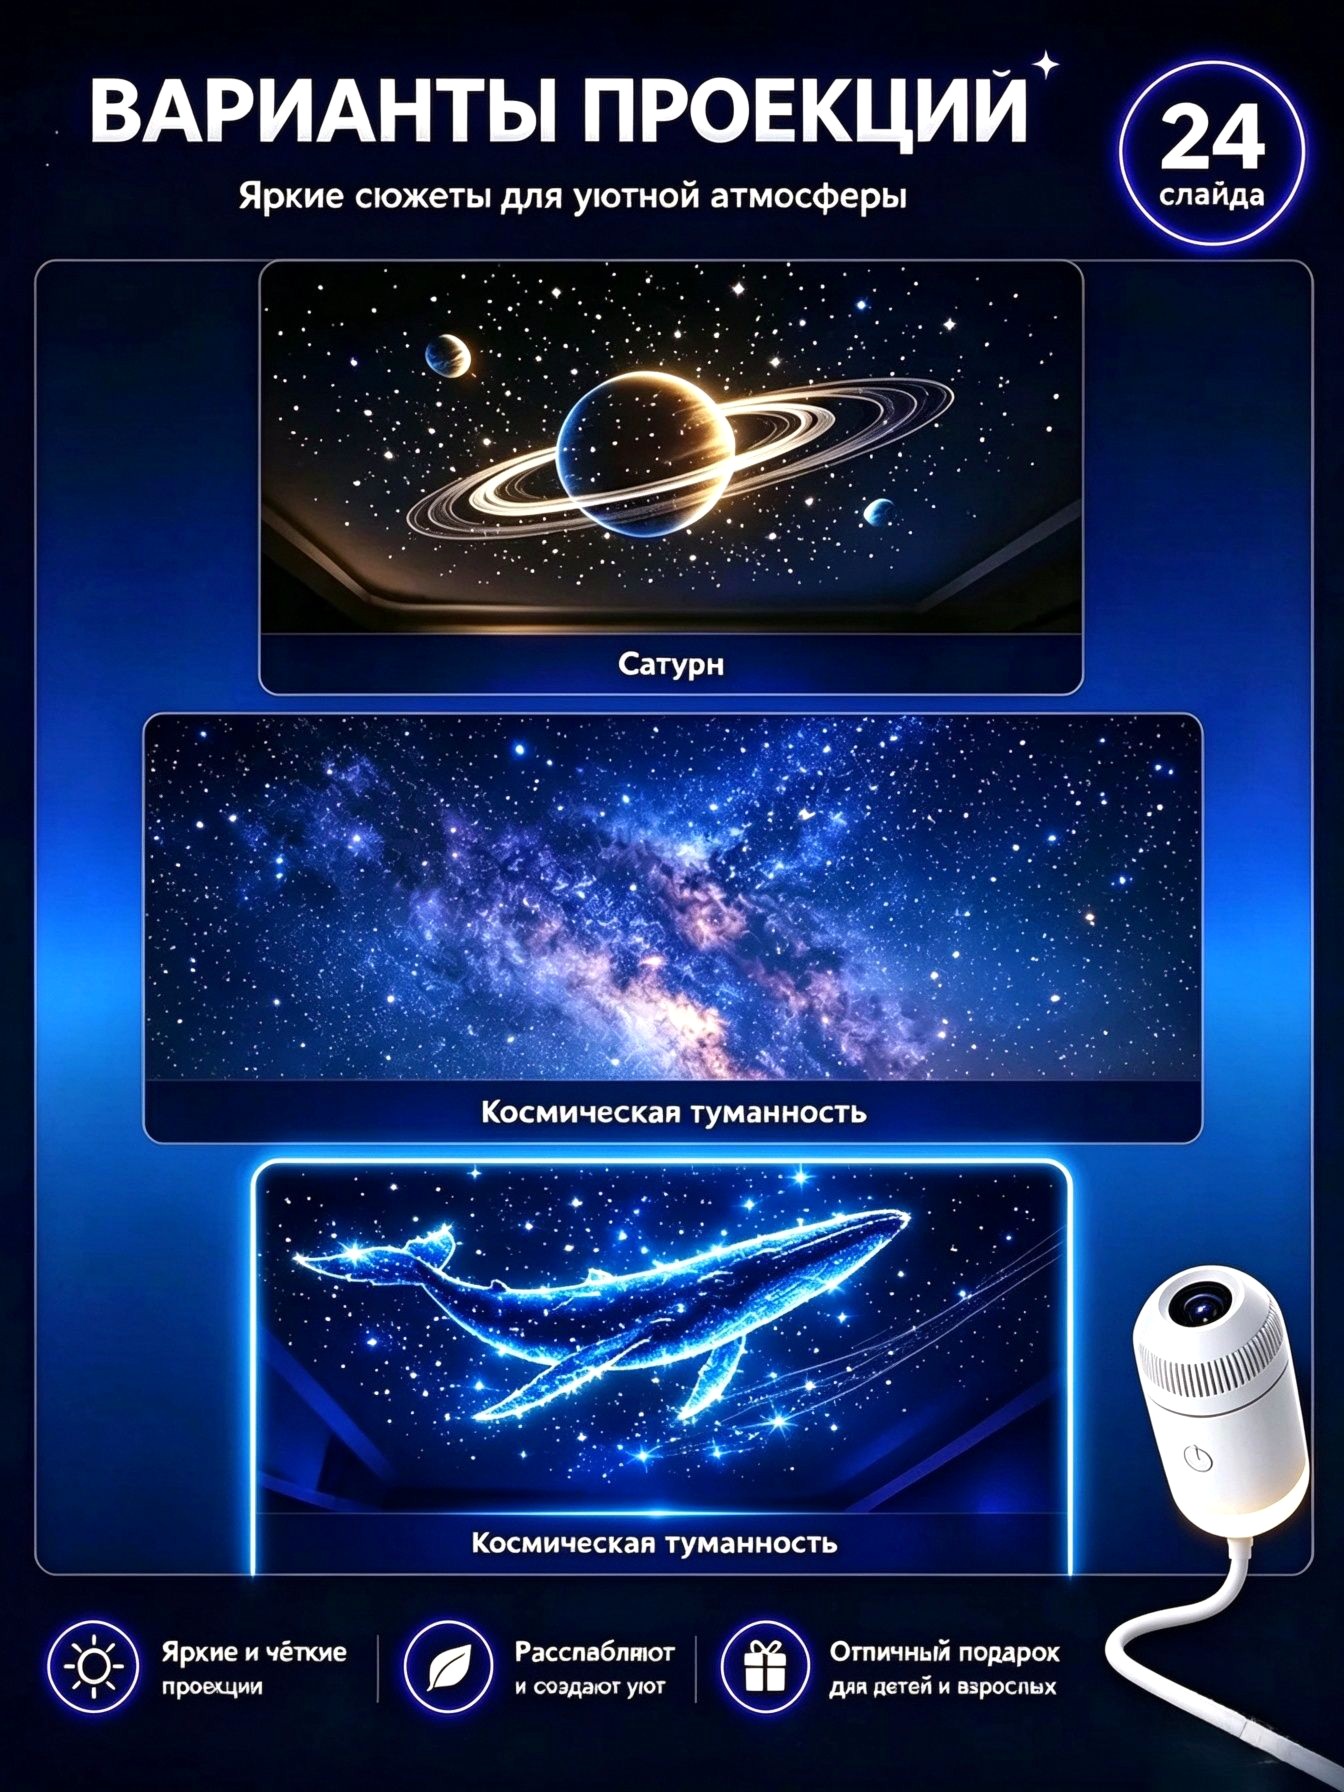 ВАРИАНТЫ ПРОЕКЦИЙ
Яркие сюжеты для уютной атмосферы
24
слайда
Сатурн
Космическая туманность
Космическая туманность
Яркие и чёткие
проекции
Расслабляют
и создают уют
Отличный подарок
для детей и взрослых